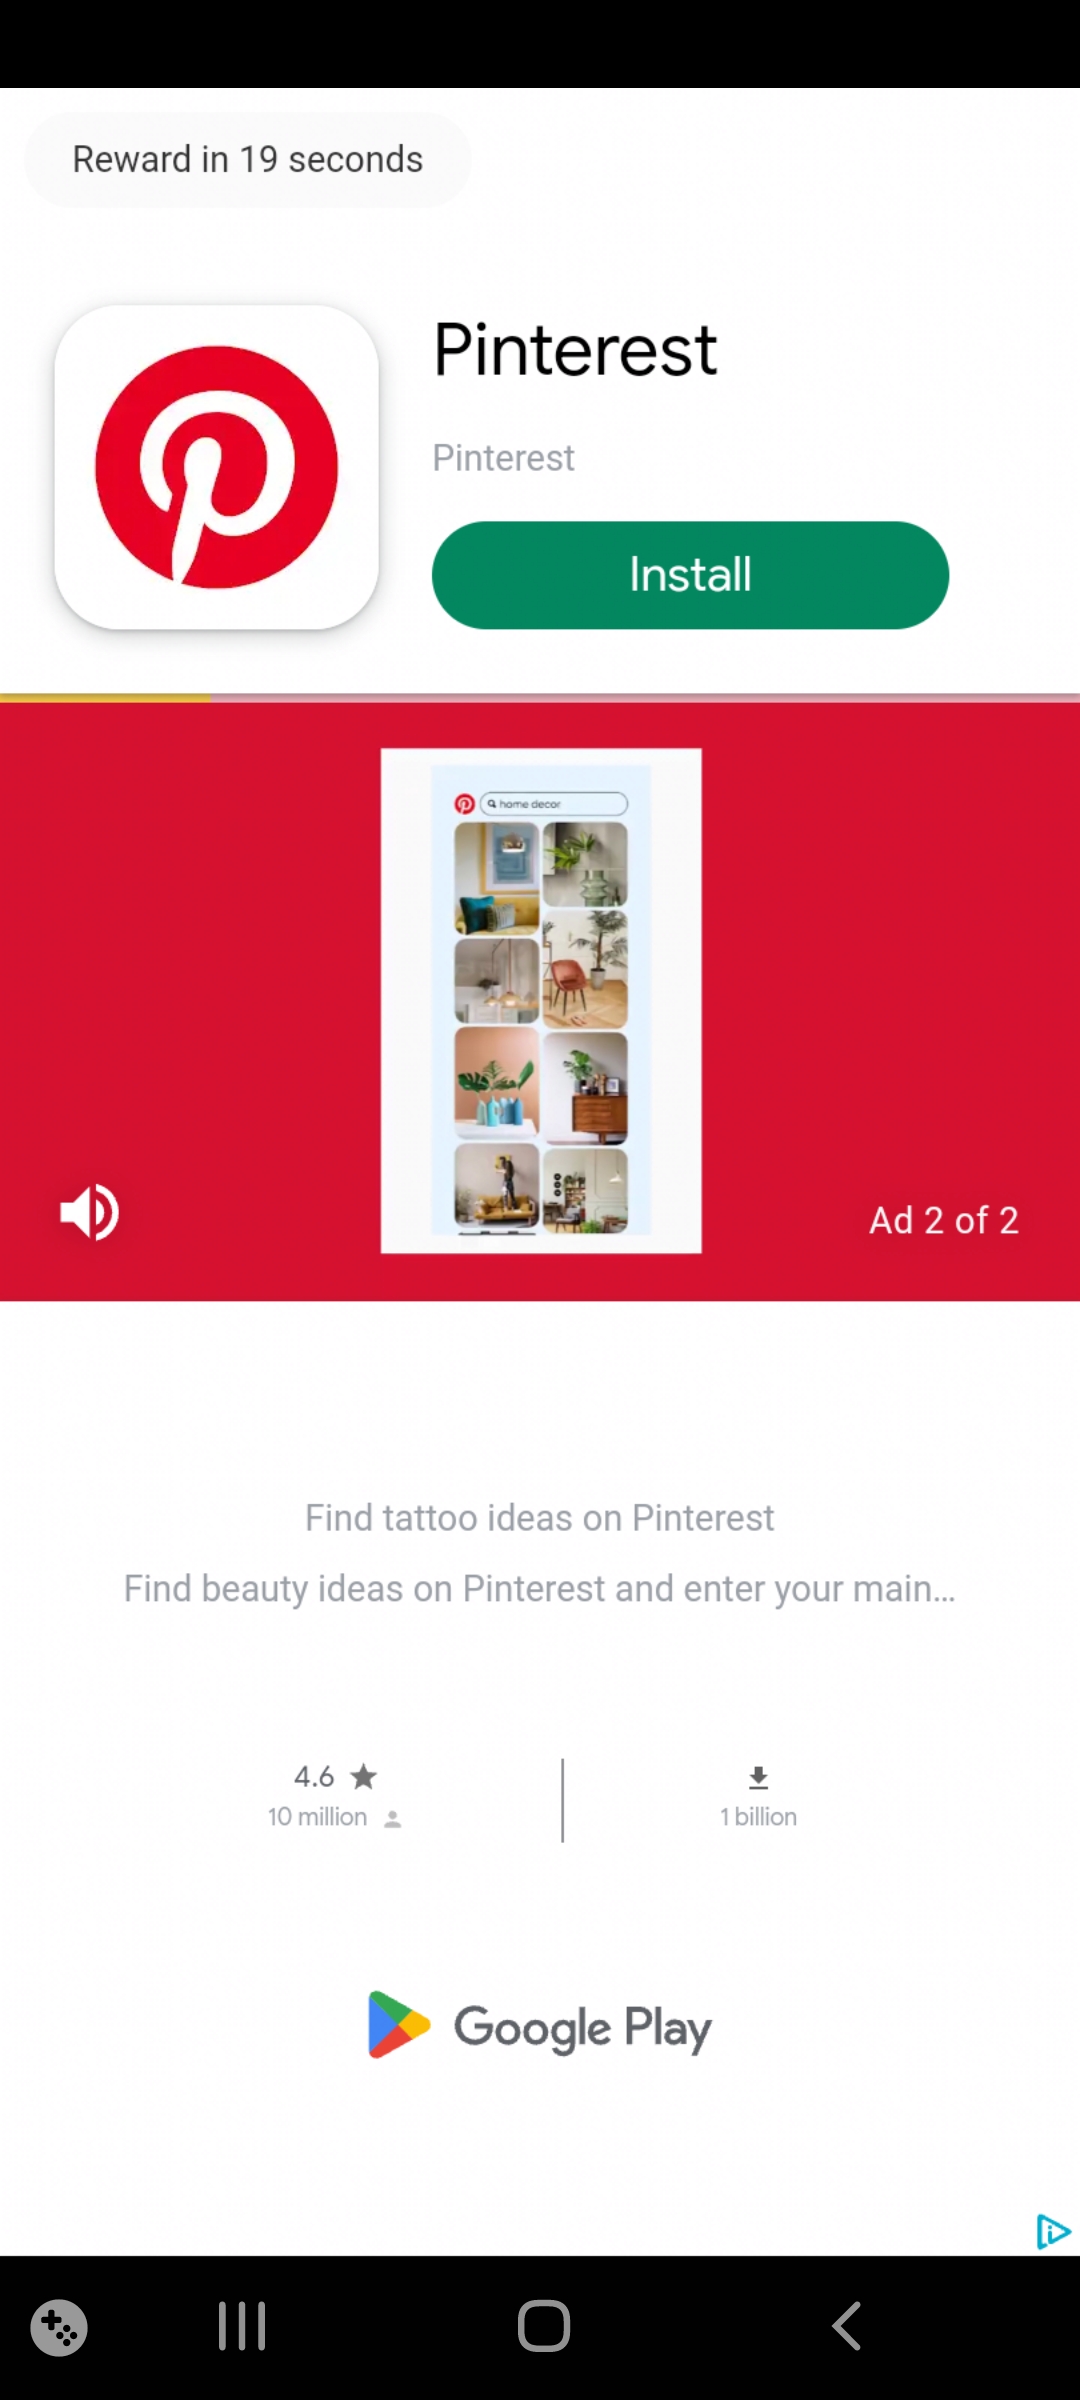 Reward in 19 seconds
Pinterest
Pinterest
Install
home decor
Ad 2 of 2
Find tattoo ideas on Pinterest
Find beauty ideas on Pinterest and enter your main...
4.6
10 million
1 billion
Google Play